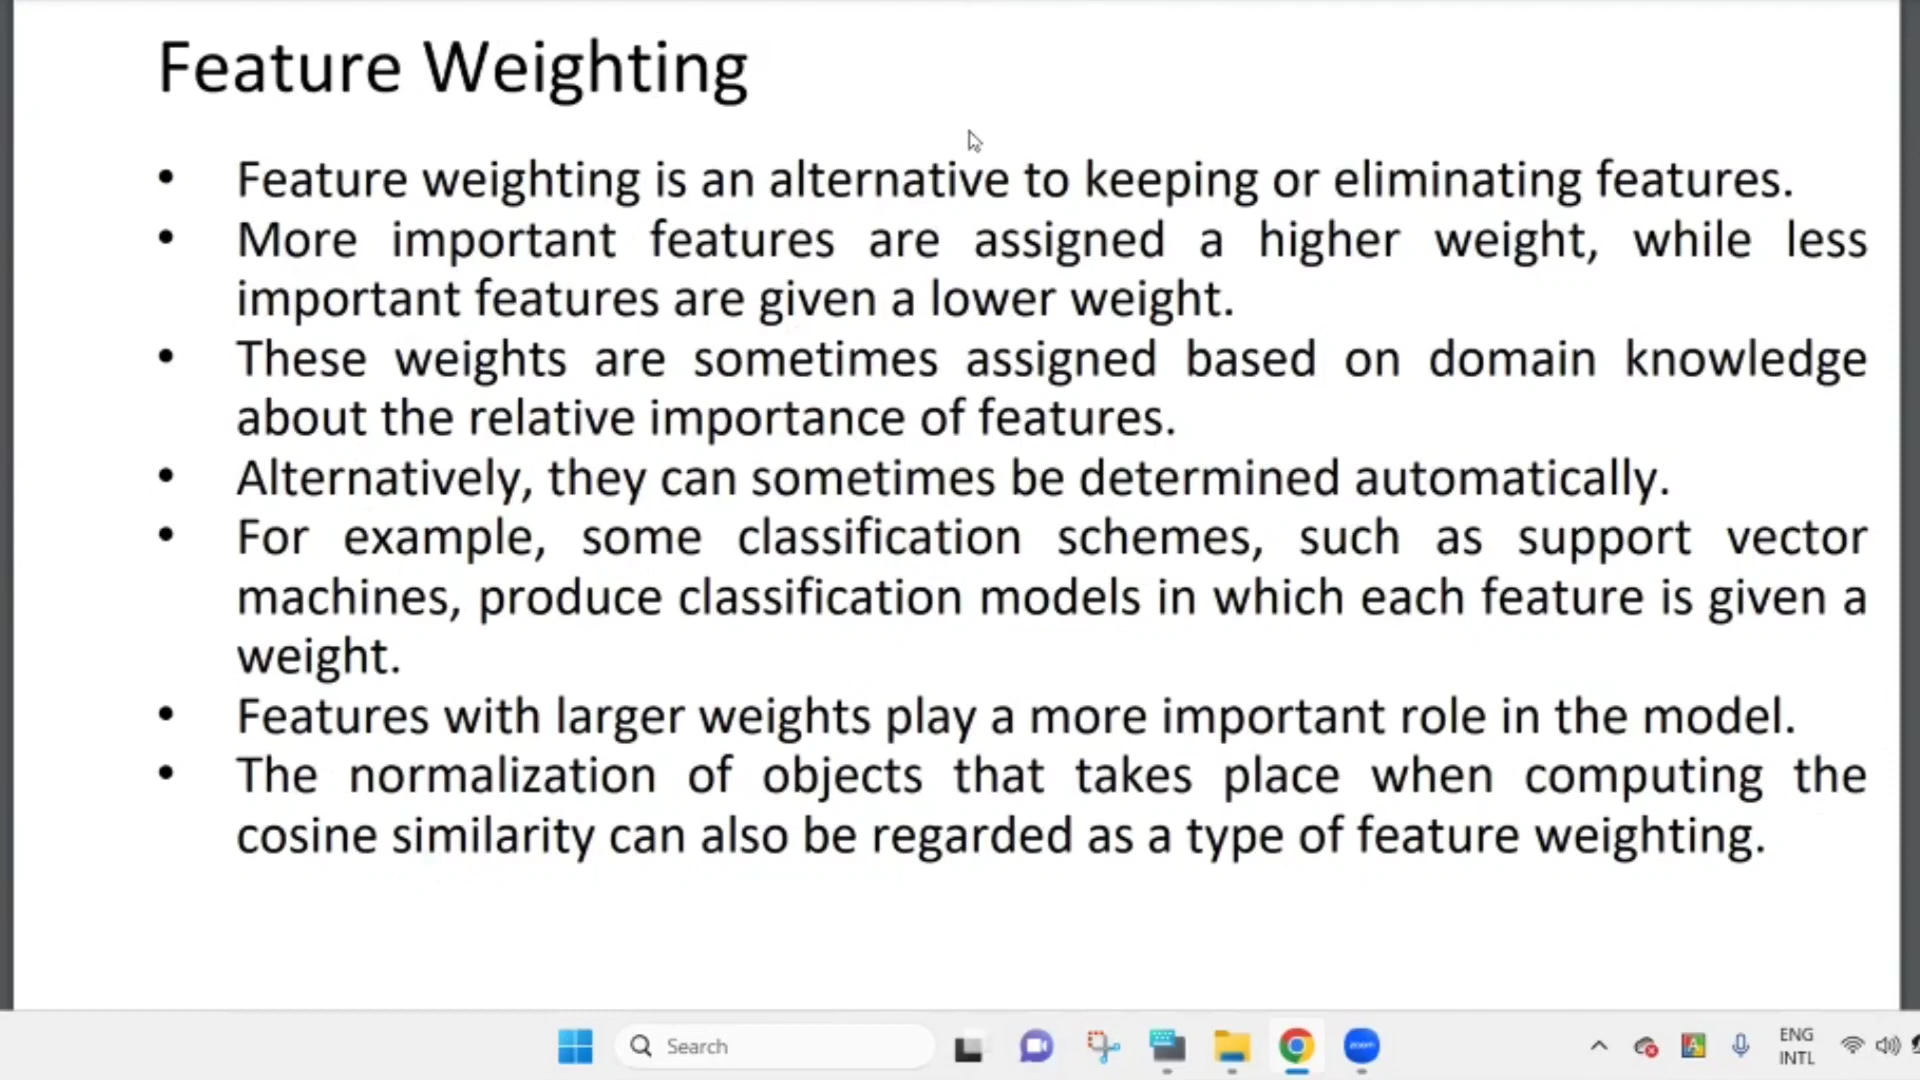 Feature Weighting
• Feature weighting is an alternative to keeping or eliminating features.
• More important features are assigned a higher weight, while less
important features are given a lower weight.
• These weights are sometimes assigned based on domain knowledge
about the relative importance of features.
• Alternatively, they can sometimes be determined automatically.
• For example, some classification schemes, such as support vector
machines, produce classification models in which each feature is given a
weight.
• Features with larger weights play a more important role in the model.
• The normalization of objects that takes place when computing the
cosine similarity can also be regarded as a type of feature weighting.
Search
zoom
ENG
INTL